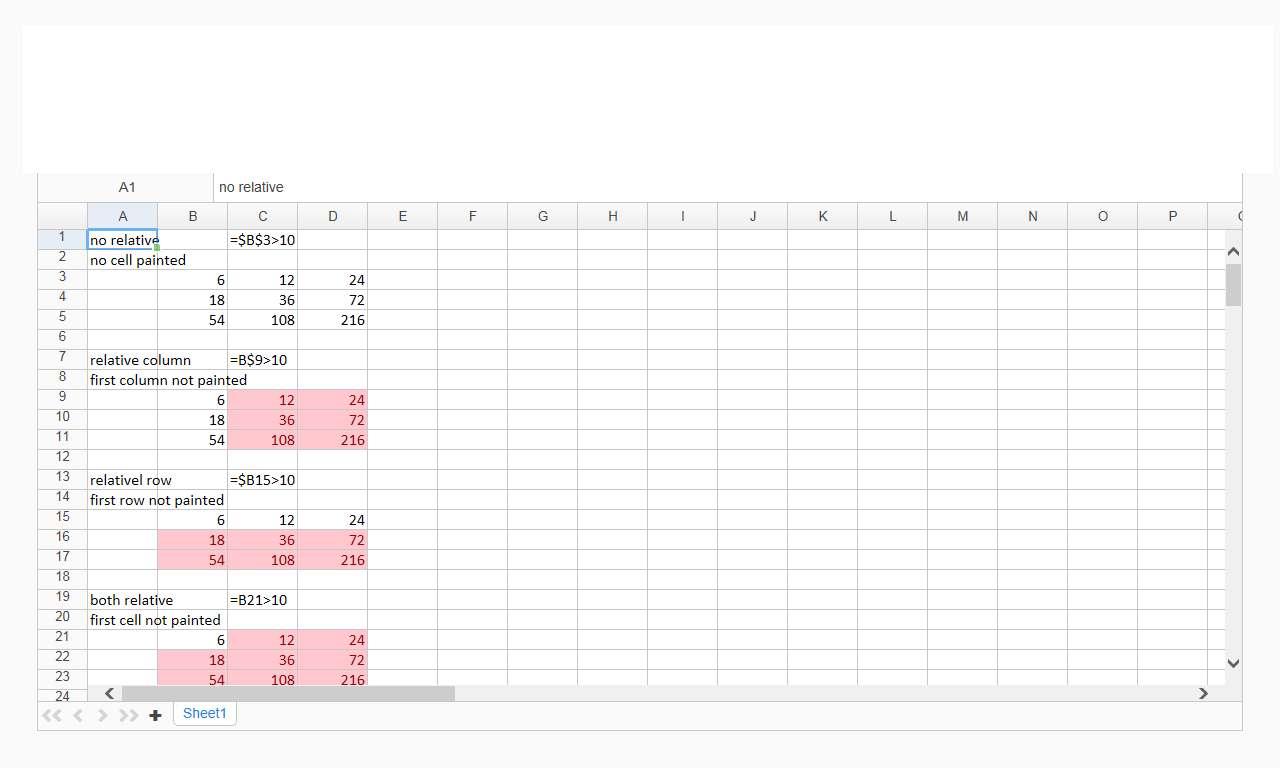 A1 no relative
A B C D E F G H I J K L M N O P
1 no relative =$B$3>10
2 no cell painted
3 6 12 24
4 18 36 72
5 54 108 216
6
7 relative column =B$9>10
8 first column not painted
9 6 12 24
10 18 36 72
11 54 108 216
12
13 relativel row =$B15>10
14 first row not painted
15 6 12 24
16 18 36 72
17 54 108 216
18
19 both relative =B21>10
20 first cell not painted
21 6 12 24
22 18 36 72
23 54 108 216
24
Sheet1